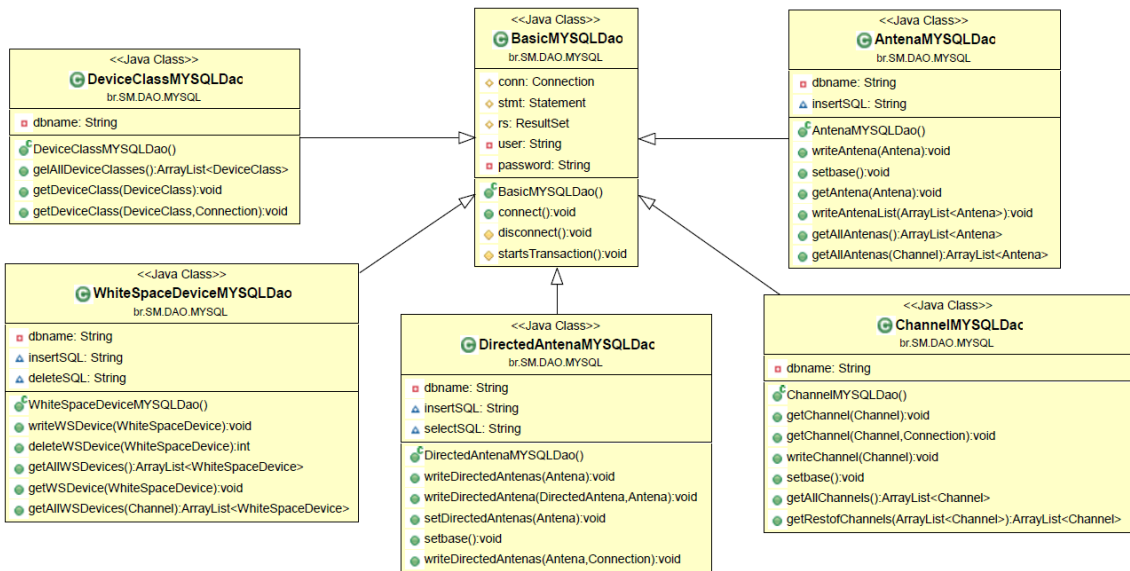 <<Java Class>>
DeviceClassMYSQLDao
br.SM.DAO.MYSQL
dbname: String
DeviceClassMYSQLDao()
getAllDeviceClasses():ArrayList<DeviceClass>
getDeviceClass(DeviceClass):void
getDeviceClass(DeviceClass,Connection):void
<<Java Class>>
BasicMYSQLDao
br.SM.DAO.MYSQL
conn: Connection
stmt: Statement
rs: ResultSet
user: String
password: String
BasicMYSQLDao()
connect():void
disconnect():void
startsTransaction():void
<<Java Class>>
AntenaMYSQLDao
br.SM.DAO.MYSQL
dbname: String
insertSQL: String
AntenaMYSQLDao()
writeAntena(Antena):void
setbase():void
getAntena(Antena):void
writeAntenaList(ArrayList<Antena>):void
getAllAntenas():ArrayList<Antena>
getAllAntenas(Channel):ArrayList<Antena>
<<Java Class>>
WhiteSpaceDeviceMYSQLDao
br.SM.DAO.MYSQL
dbname: String
insertSQL: String
deleteSQL: String
WhiteSpaceDeviceMYSQLDao()
writeWSDevice(WhiteSpaceDevice):void
deleteWSDevice(WhiteSpaceDevice):int
getAllWSDevices():ArrayList<WhiteSpaceDevice>
getWSDevice(WhiteSpaceDevice):void
getAllWSDevices(Channel):ArrayList<WhiteSpaceDevice>
<<Java Class>>
DirectedAntenaMYSQLDao
br.SM.DAO.MYSQL
dbname: String
insertSQL: String
selectSQL: String
DirectedAntenaMYSQLDao()
writeDirectedAntenas(Antena):void
writeDirectedAntena(DirectedAntena,Antena):void
setDirectedAntenas(Antena):void
setbase():void
writeDirectedAntenas(Antena,Connection):void
<<Java Class>>
ChannelMYSQLDao
br.SM.DAO.MYSQL
dbname: String
ChannelMYSQLDao()
getChannel(Channel):void
getChannel(Channel,Connection):void
writeChannel(Channel):void
setbase():void
getAllChannels():ArrayList<Channel>
getRestofChannels(ArrayList<Channel>):ArrayList<Channel>